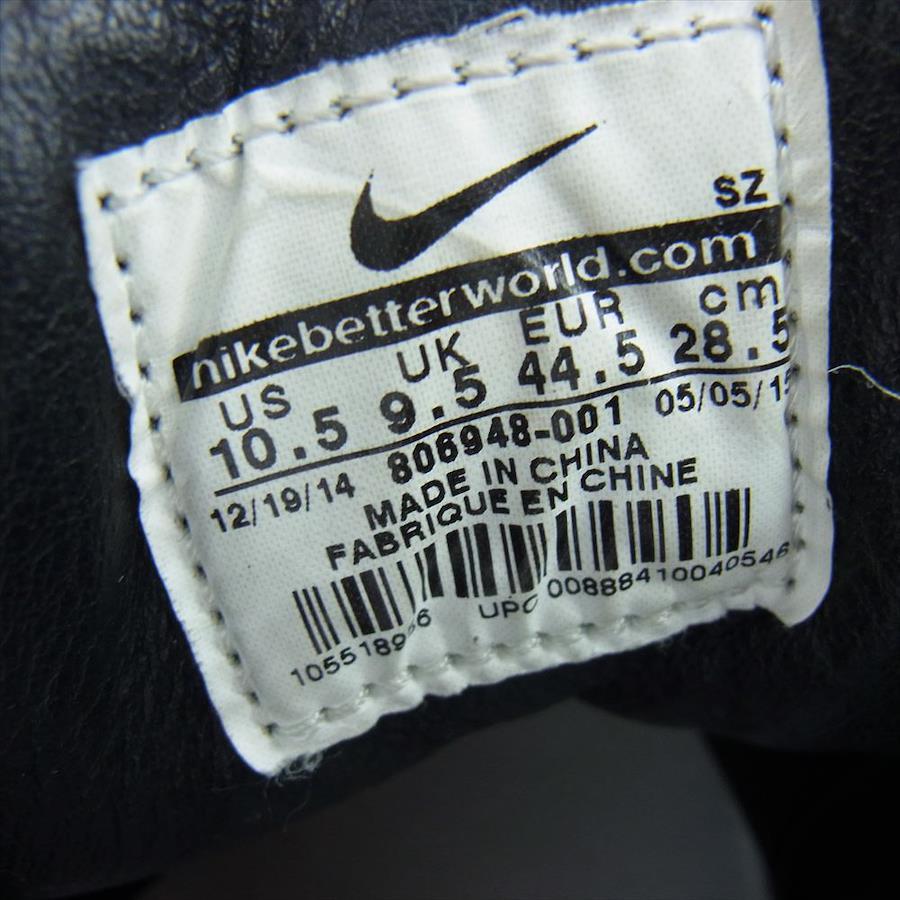 SZ
nikebetterworld.com
US UK EUR cm
10.5 9.5 44.5 28.5
12/19/14 806948-001 05/05/15
MADE IN CHINA
FABRIQUE EN CHINE
UPC 00888410040546